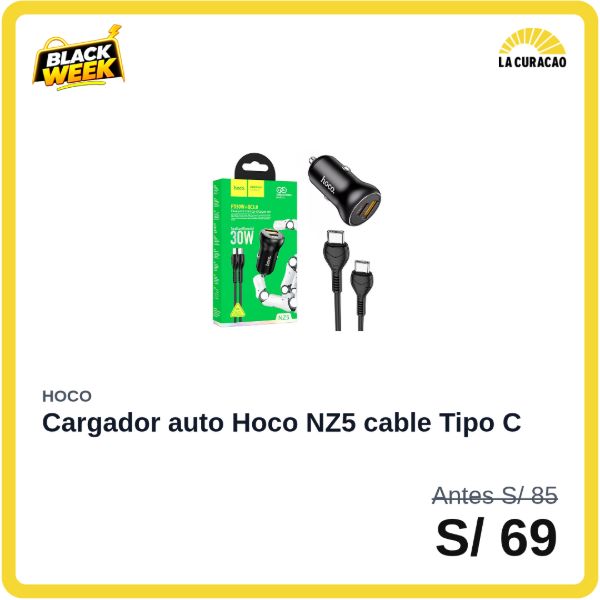 BLACK
WEEK
LA CURACAO
hoco.
30W
NZ5
hoco.
HOCO
Cargador auto Hoco NZ5 cable Tipo C
Antes S/ 85
S/ 69